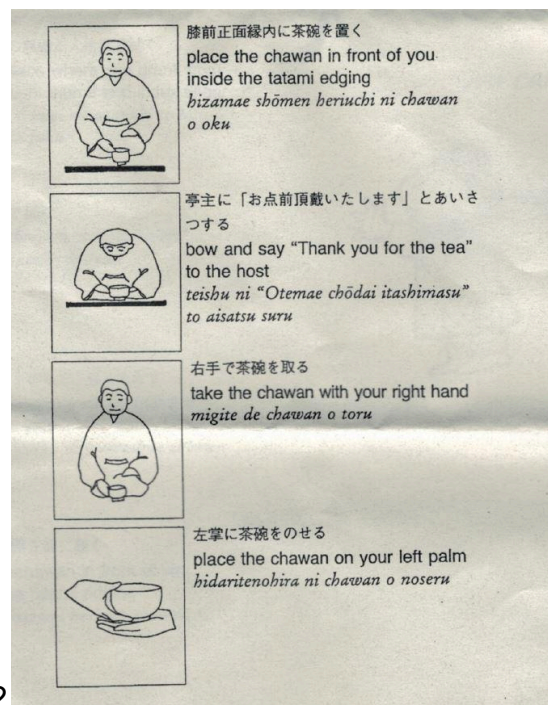 膝前正面縁内に茶碗を置く
place the chawan in front of you
inside the tatami edging
hizamae shōmen heriuchi ni chawan
o oku
亭主に「お点前頂戴いたします」とあいさ
つする
bow and say “Thank you for the tea”
to the host
teishu ni “Otemae chōdai itashimasu”
to aisatsu suru
右手で茶碗を取る
take the chawan with your right hand
migite de chawan o toru
左掌に茶碗をのせる
place the chawan on your left palm
hidaritenohira ni chawan o noseru